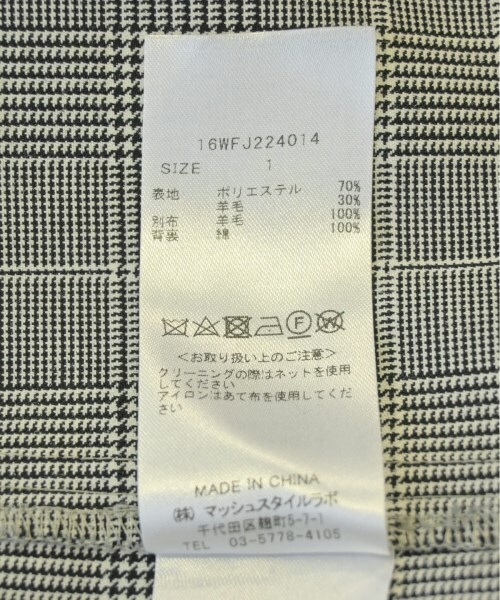 16WFJ224014
SIZE 1
表地 ポリエステル 70%
羊毛 30%
別布 羊毛 100%
背裏 綿 100%
F W
＜お取り扱い上のご注意＞
クリーニングの際はネットを使用
してください
アイロンはあて布を使用してくだ
さい
MADE IN CHINA
(株) マッシュスタイルラボ
千代田区麹町5-7-1
TEL 03-5778-4105